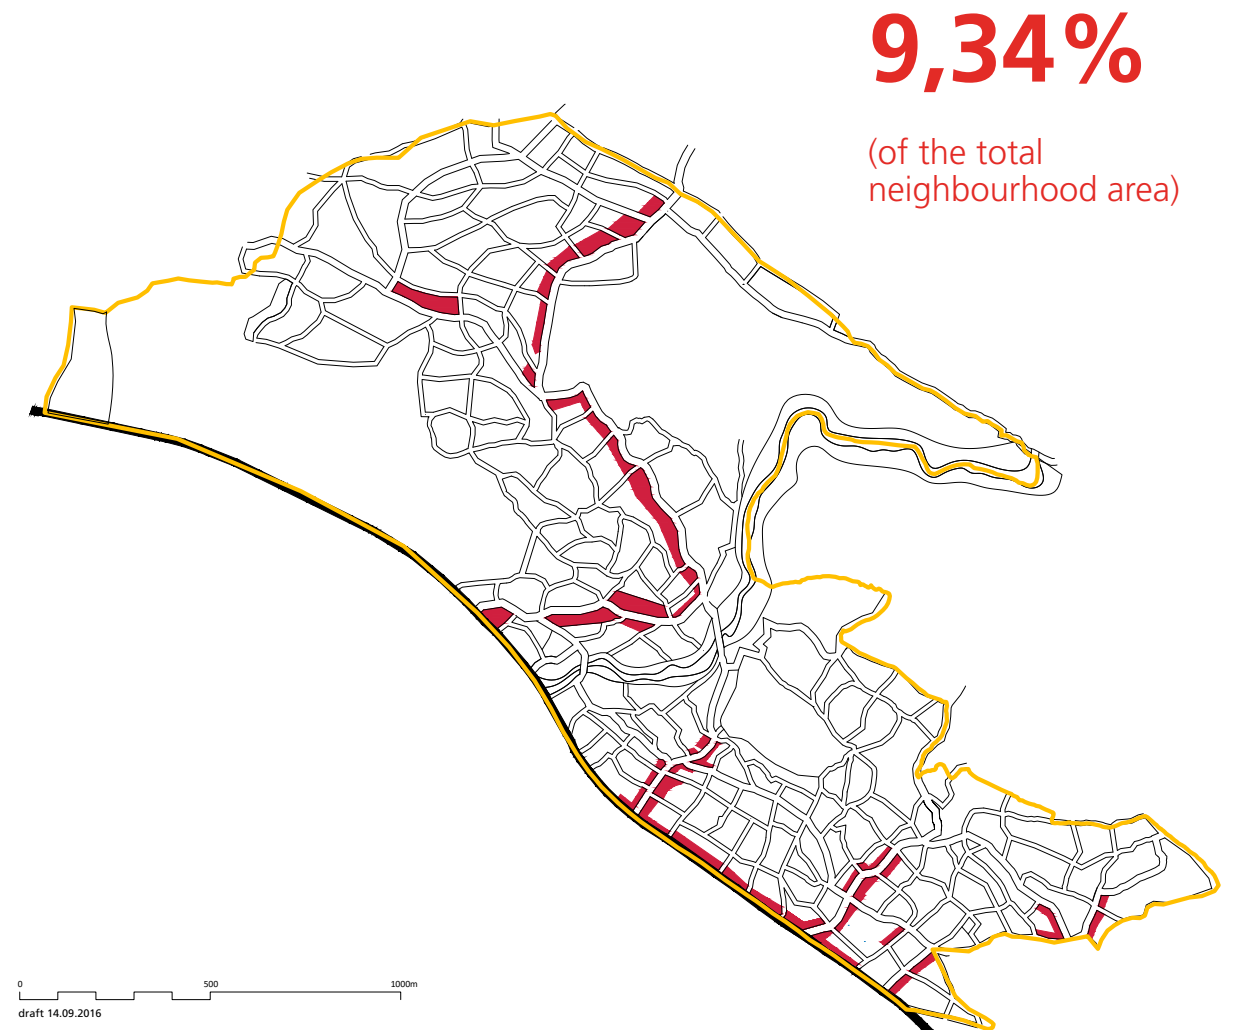 9,34%
(of the total
neighbourhood area)
0 500 1000m
draft 14.09.2016